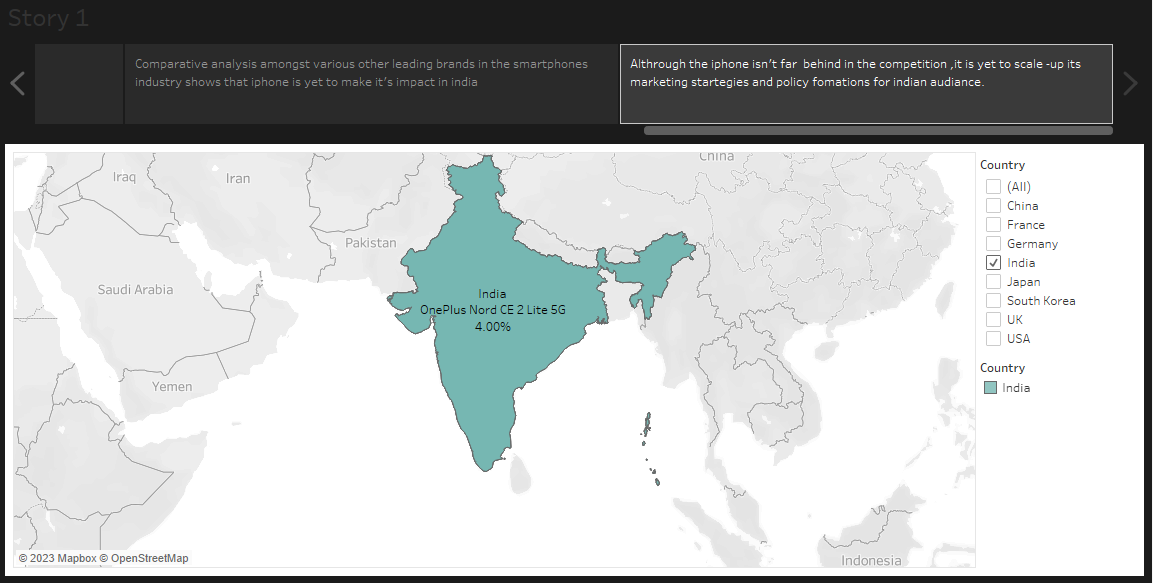 Story 1
Comparative analysis amongst various other leading brands in the smartphones
industry shows that iphone is yet to make it's impact in india
Althrough the iphone isn't far  behind in the competition ,it is yet to scale -up its
marketing startegies and policy fomations for indian audiance.
China
Iraq
Iran
Pakistan
Saudi Arabia
Yemen
Indonesia
India
OnePlus Nord CE 2 Lite 5G
4.00%
© 2023 Mapbox © OpenStreetMap
Country
(All)
China
France
Germany
India
Japan
South Korea
UK
USA
Country
India